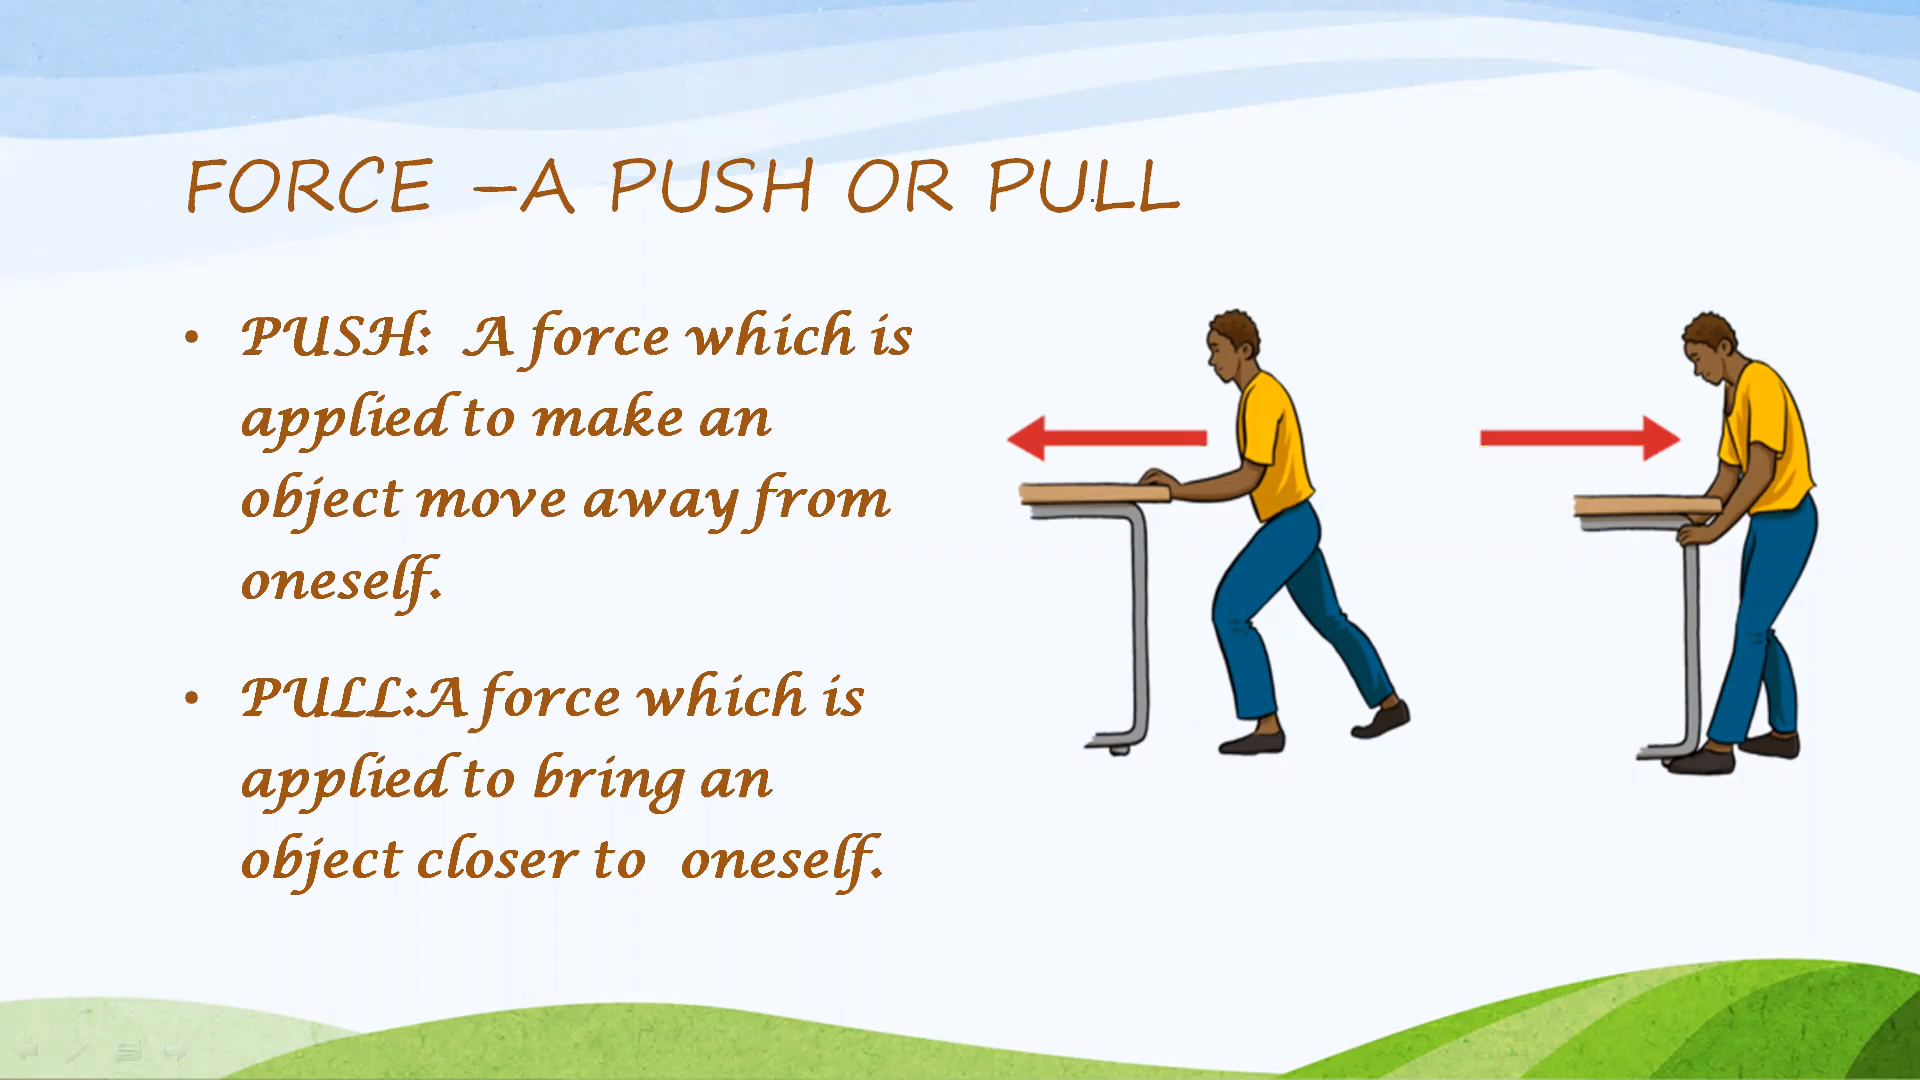 FORCE –A PUSH OR PULL
• PUSH: A force which is
applied to make an
object move away from
oneself.
• PULL:A force which is
applied to bring an
object closer to oneself.